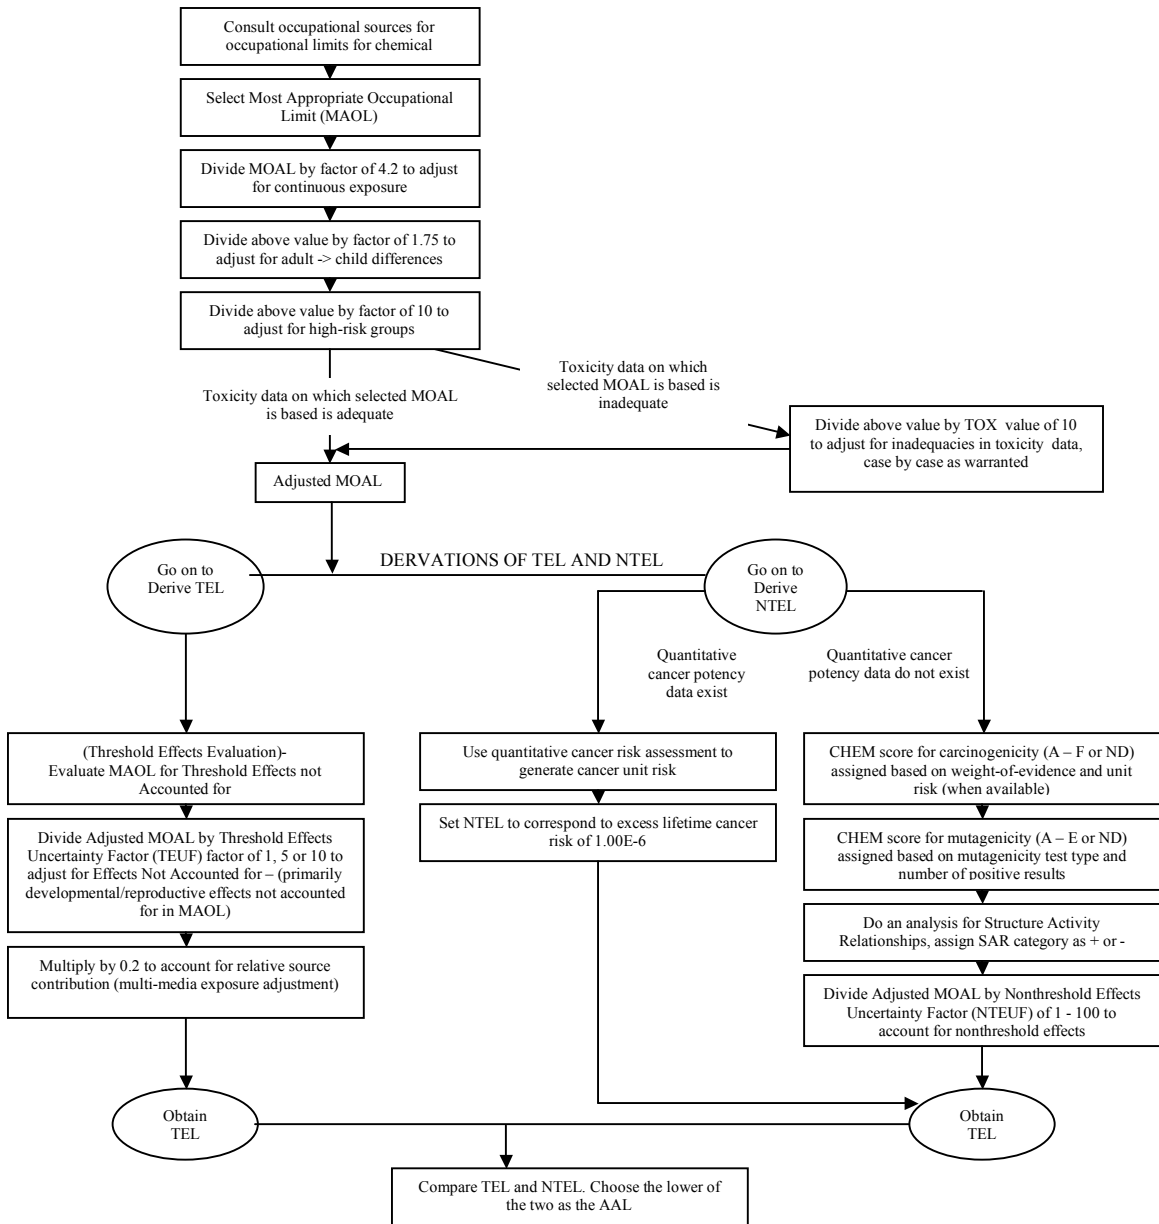 Consult occupational sources for
occupational limits for chemical
Select Most Appropriate Occupational
Limit (MAOL)
Divide MOAL by factor of 4.2 to adjust
for continuous exposure
Divide above value by factor of 1.75 to
adjust for adult -> child differences
Divide above value by factor of 10 to
adjust for high-risk groups
Toxicity data on which selected MOAL
is based is adequate
Toxicity data on which
selected MOAL is based is
inadequate
Divide above value by TOX value of 10
to adjust for inadequacies in toxicity data,
case by case as warranted
Adjusted MOAL
DERVATIONS OF TEL AND NTEL
Go on to
Derive TEL
Go on to
Derive
NTEL
Quantitative
cancer potency
data exist
Quantitative cancer
potency data do not exist
(Threshold Effects Evaluation)-
Evaluate MAOL for Threshold Effects not
Accounted for
Divide Adjusted MOAL by Threshold Effects
Uncertainty Factor (TEUF) factor of 1, 5 or 10 to
adjust for Effects Not Accounted for – (primarily
developmental/reproductive effects not accounted
for in MAOL)
Multiply by 0.2 to account for relative source
contribution (multi-media exposure adjustment)
Obtain
TEL
Use quantitative cancer risk assessment to
generate cancer unit risk
Set NTEL to correspond to excess lifetime cancer
risk of 1.00E-6
CHEM score for carcinogenicity (A – F or ND)
assigned based on weight-of-evidence and unit
risk (when available)
CHEM score for mutagenicity (A – E or ND)
assigned based on mutagenicity test type and
number of positive results
Do an analysis for Structure Activity
Relationships, assign SAR category as + or -
Divide Adjusted MOAL by Nonthreshold Effects
Uncertainty Factor (NTEUF) of 1 - 100 to
account for nonthreshold effects
Obtain
TEL
Compare TEL and NTEL. Choose the lower of
the two as the AAL